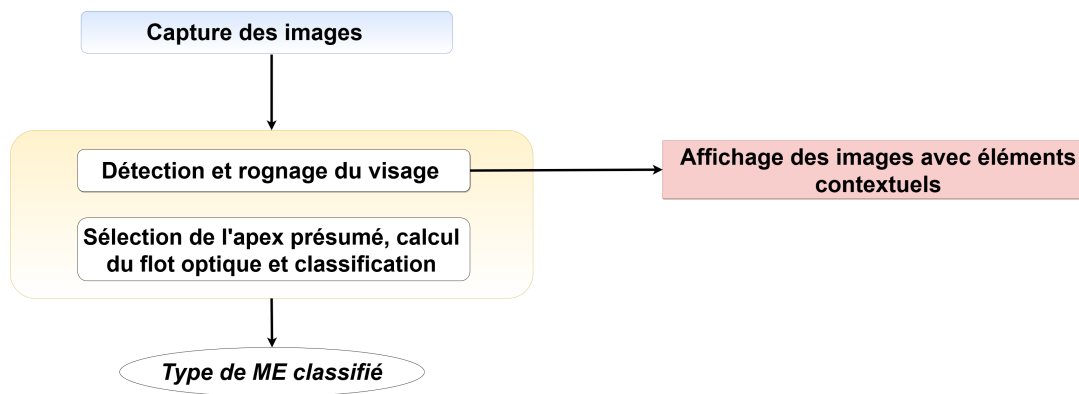 Capture des images
Détection et rognage du visage
Affichage des images avec éléments
contextuels
Sélection de l'apex présumé, calcul
du flot optique et classification
Type de ME classifié